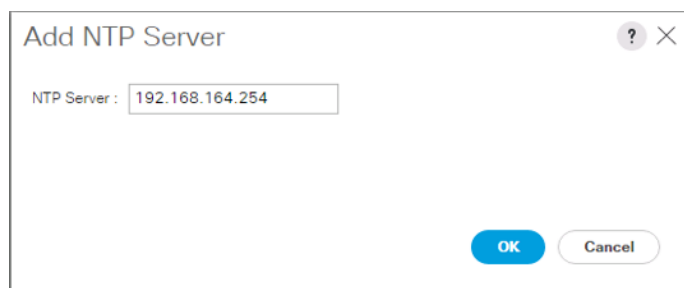 Add NTP Server
?
NTP Server : 192.168.164.254
OK Cancel